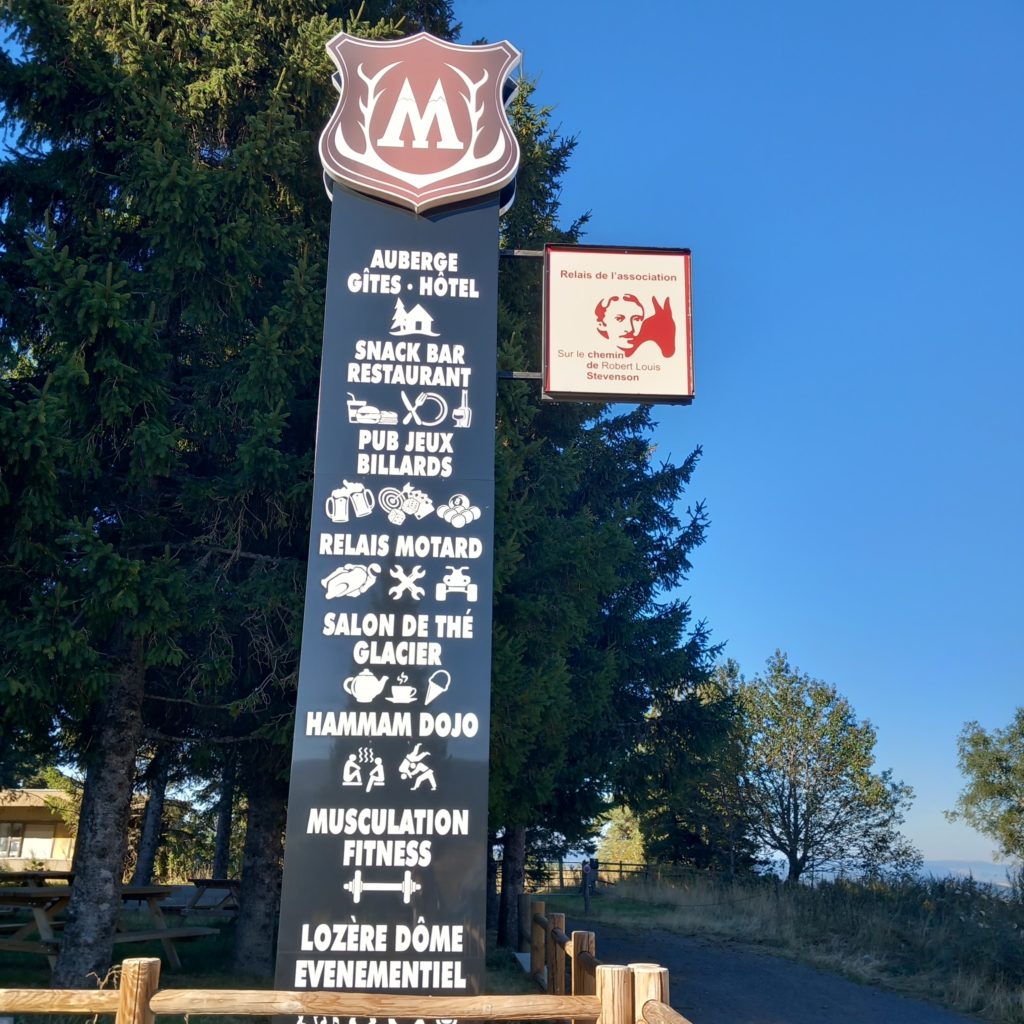 M
AUBERGE
GÎTES · HÔTEL
SNACK BAR
RESTAURANT
PUB JEUX
BILLARDS
RELAIS MOTARD
SALON DE THÉ
GLACIER
HAMMAM DOJO
MUSCULATION
FITNESS
LOZÈRE DÔME
EVENEMENTIEL
Relais de l'association
Sur le chemin
de Robert Louis
Stevenson